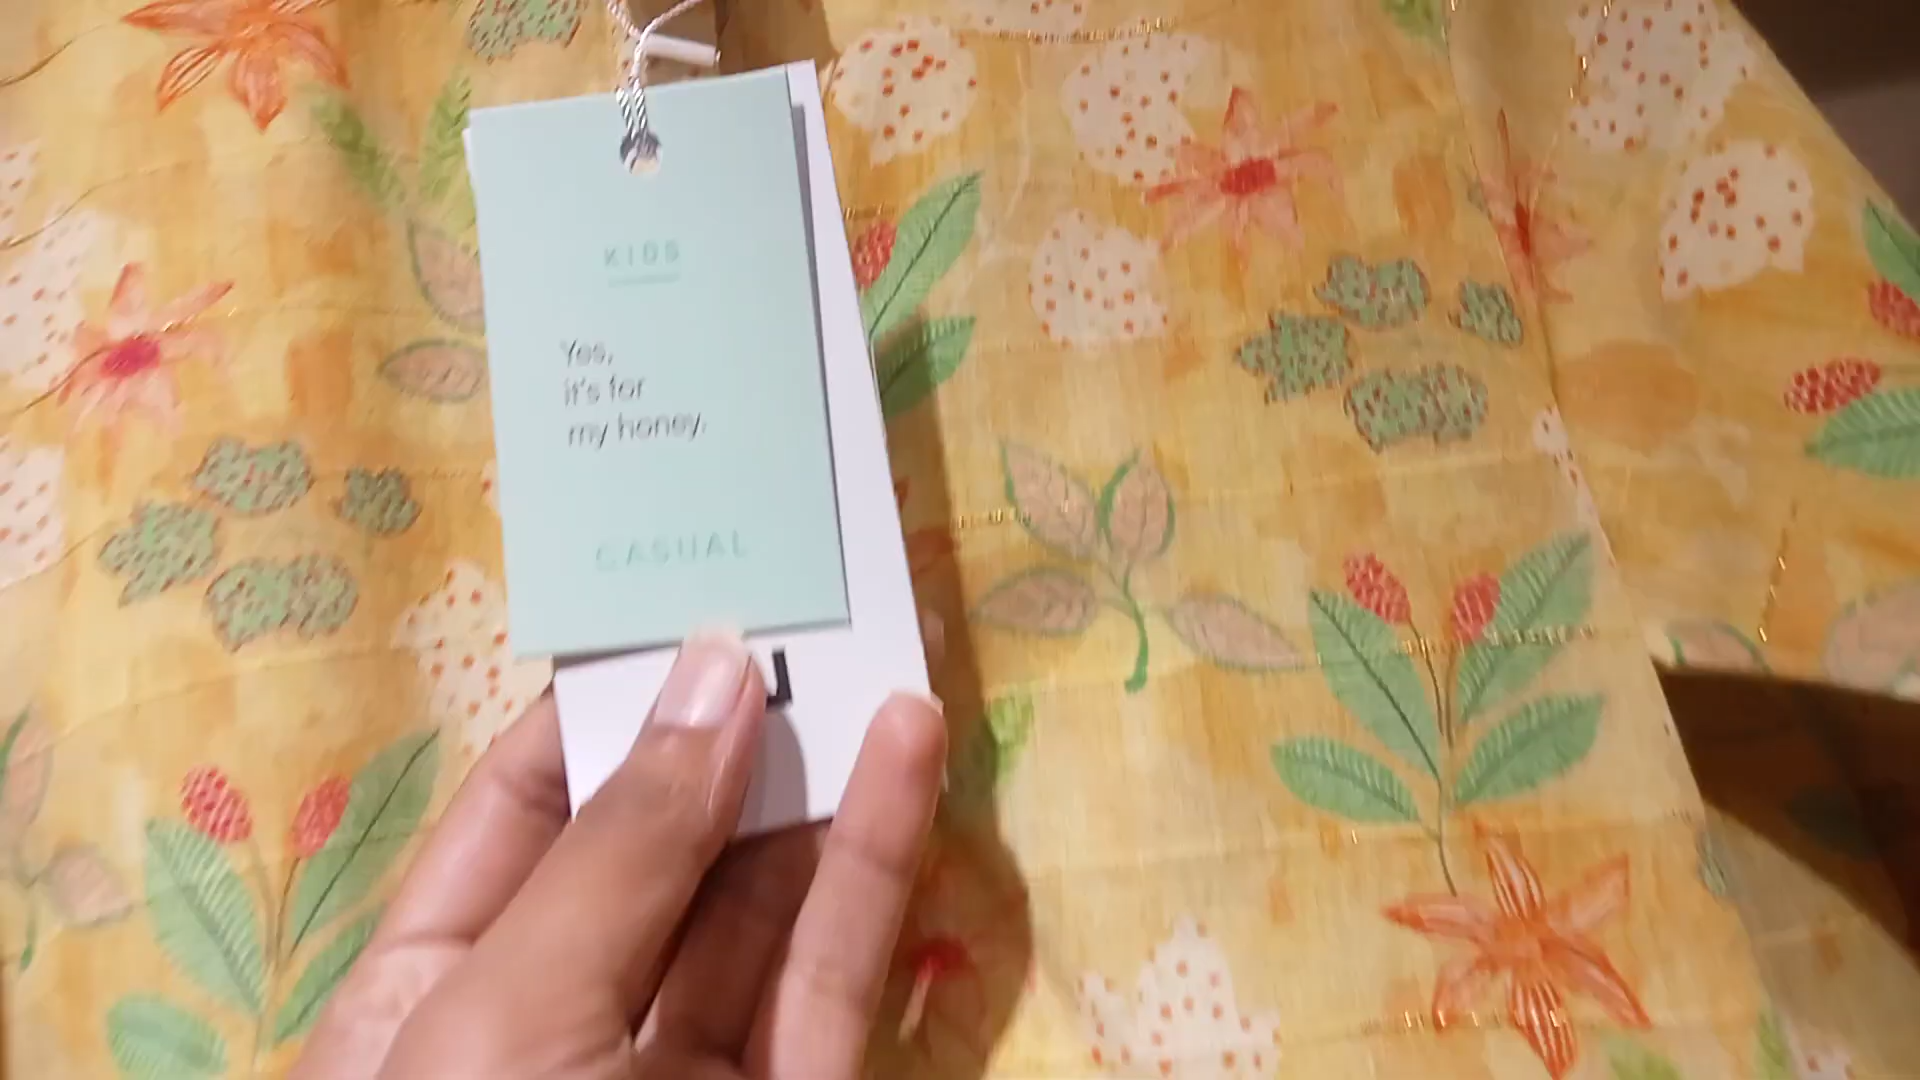 KIDS
Yes,
it's for
my honey.
CASUAL
J